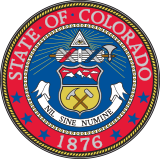 STATE OF COLORADO
NIL SINE NUMINE
1876